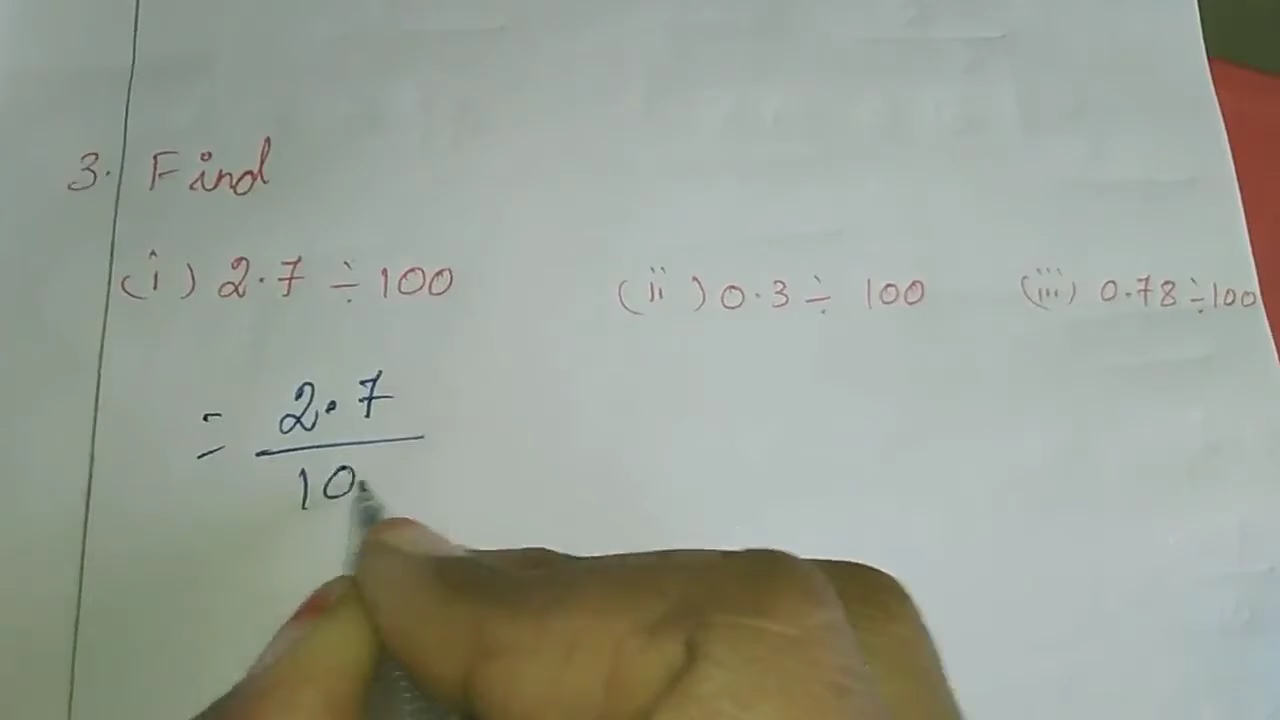 3. Find
(i) 2.7 ÷ 100 (ii) 0.3 ÷ 100 (iii) 0.78 ÷ 100
= 2.7
10